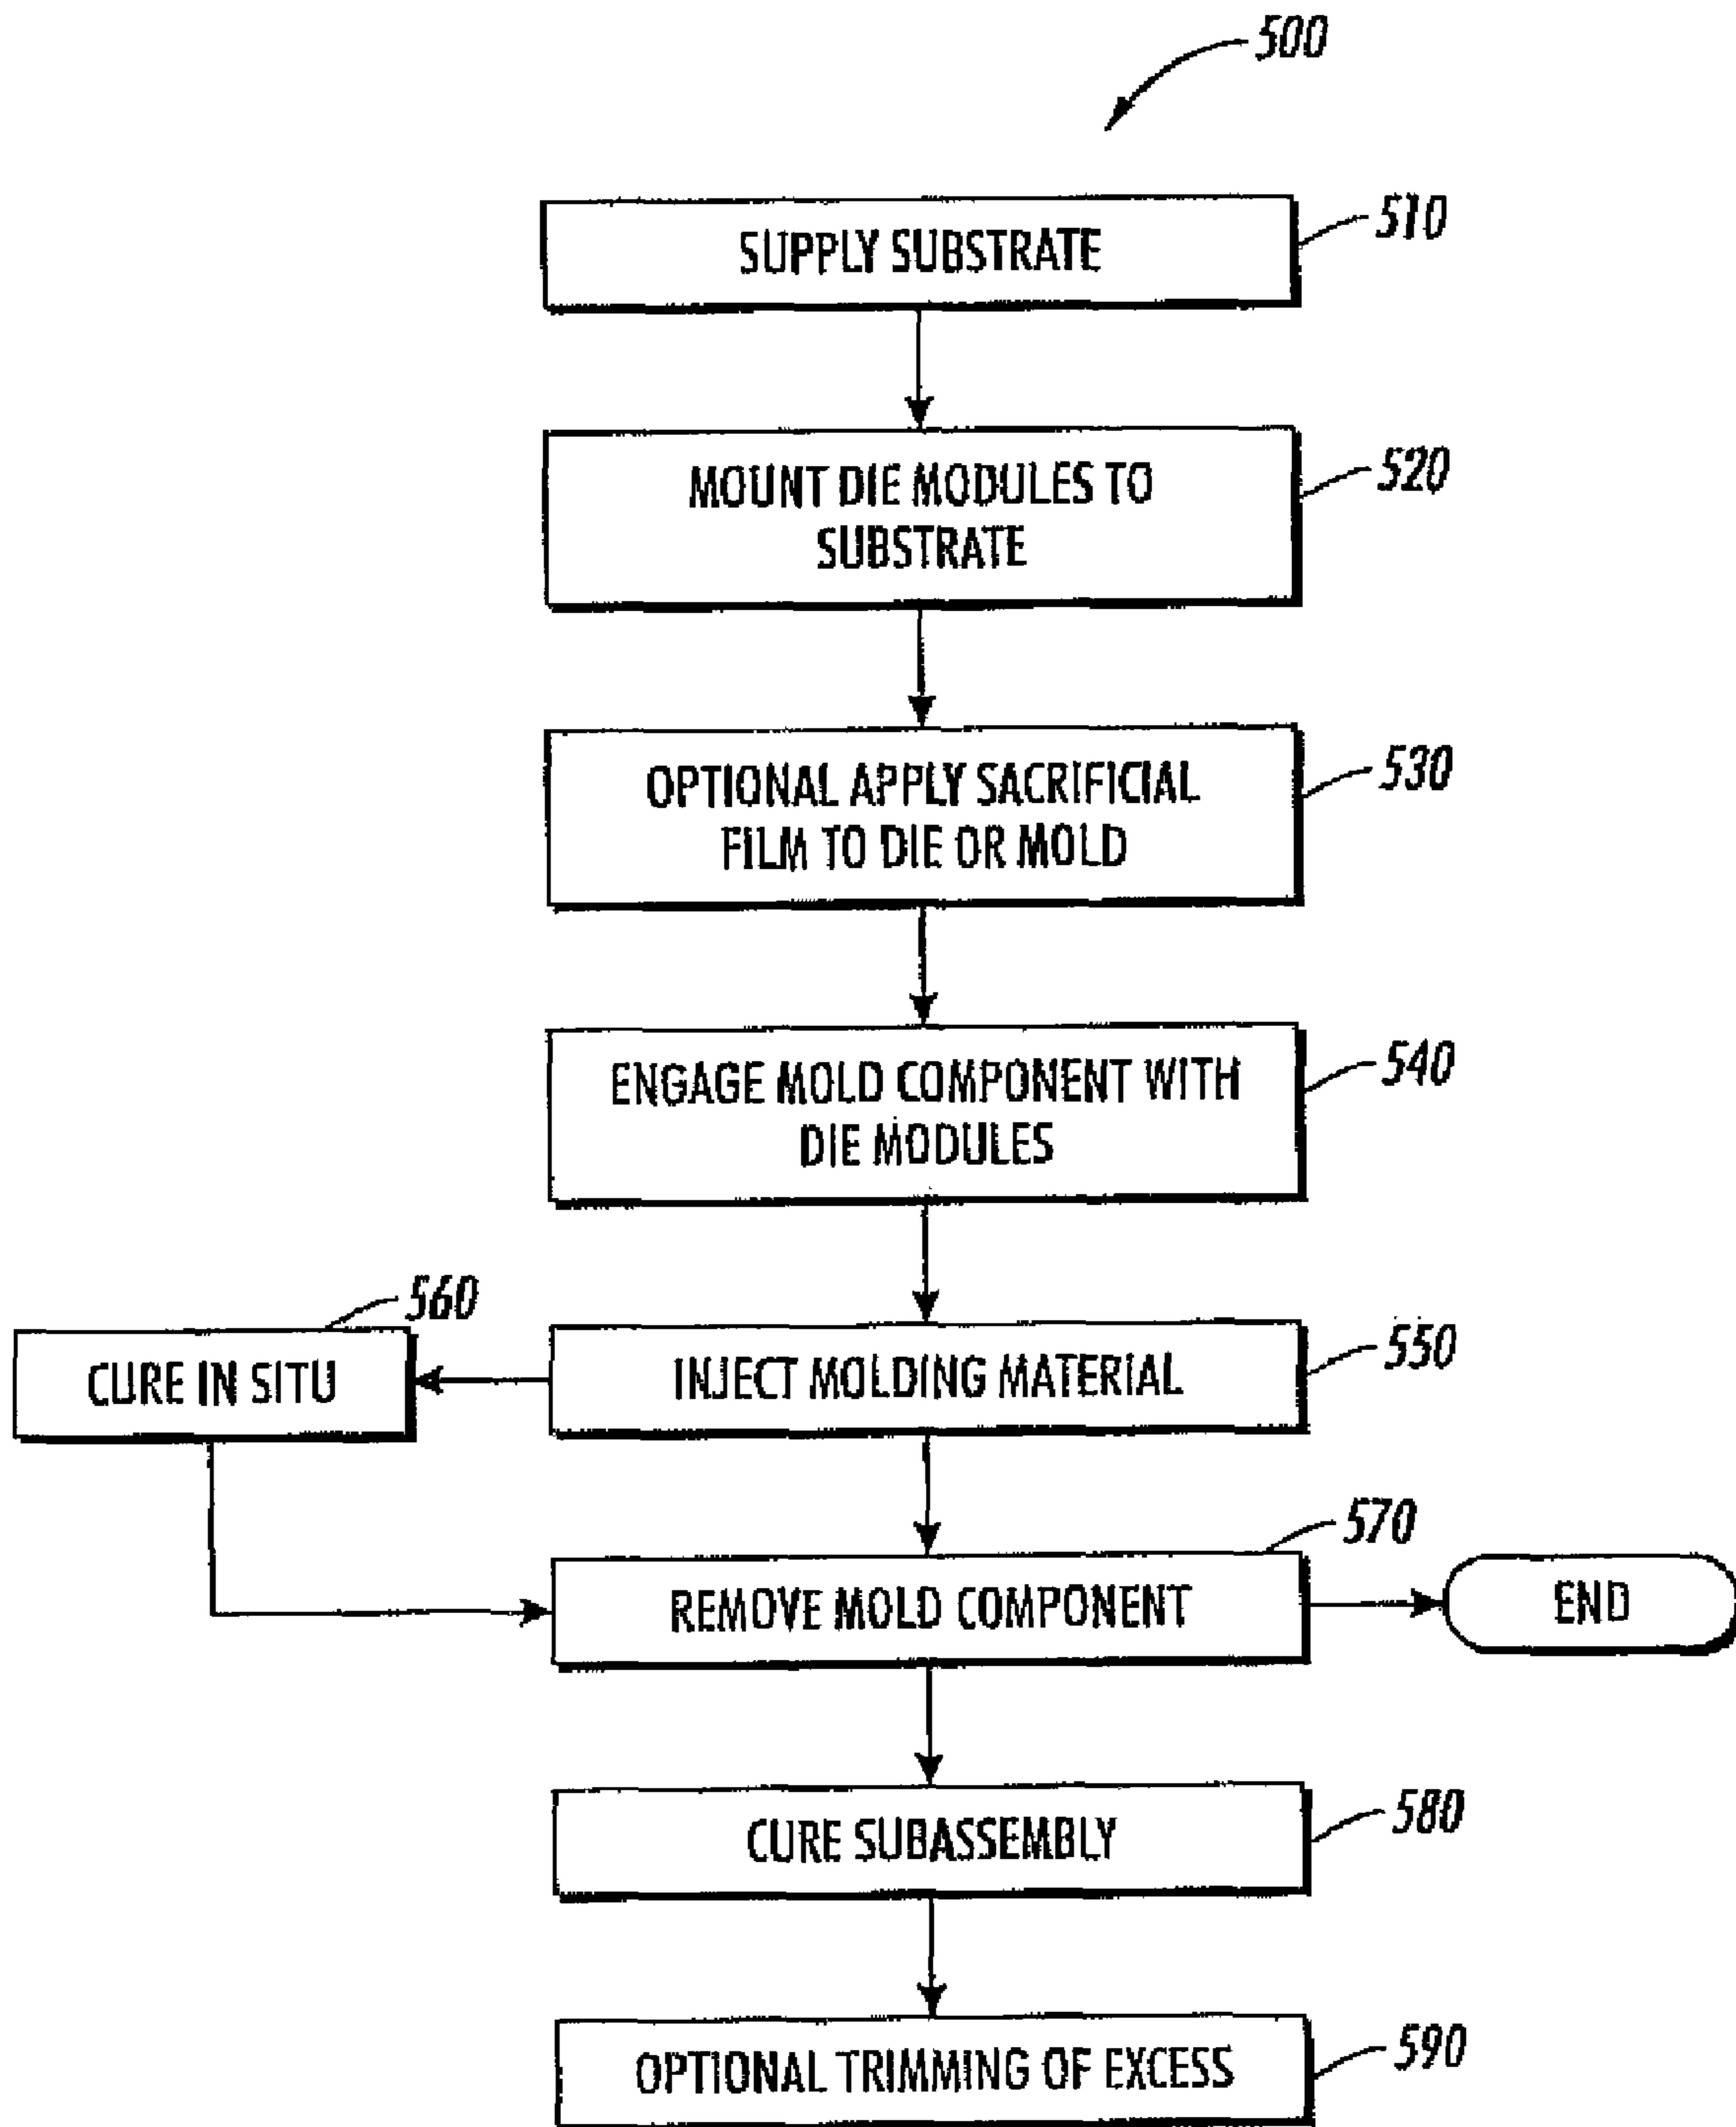 500
SUPPLY SUBSTRATE
510
MOUNT DIE MODULES TO
SUBSTRATE
520
OPTIONAL APPLY SACRIFICIAL
FILM TO DIE OR MOLD
530
ENGAGE MOLD COMPONENT WITH
DIE MODULES
540
560
CURE IN SITU
INJECT MOLDING MATERIAL
550
570
REMOVE MOLD COMPONENT
END
CURE SUBASSEMBLY
580
OPTIONAL TRIMMING OF EXCESS
590